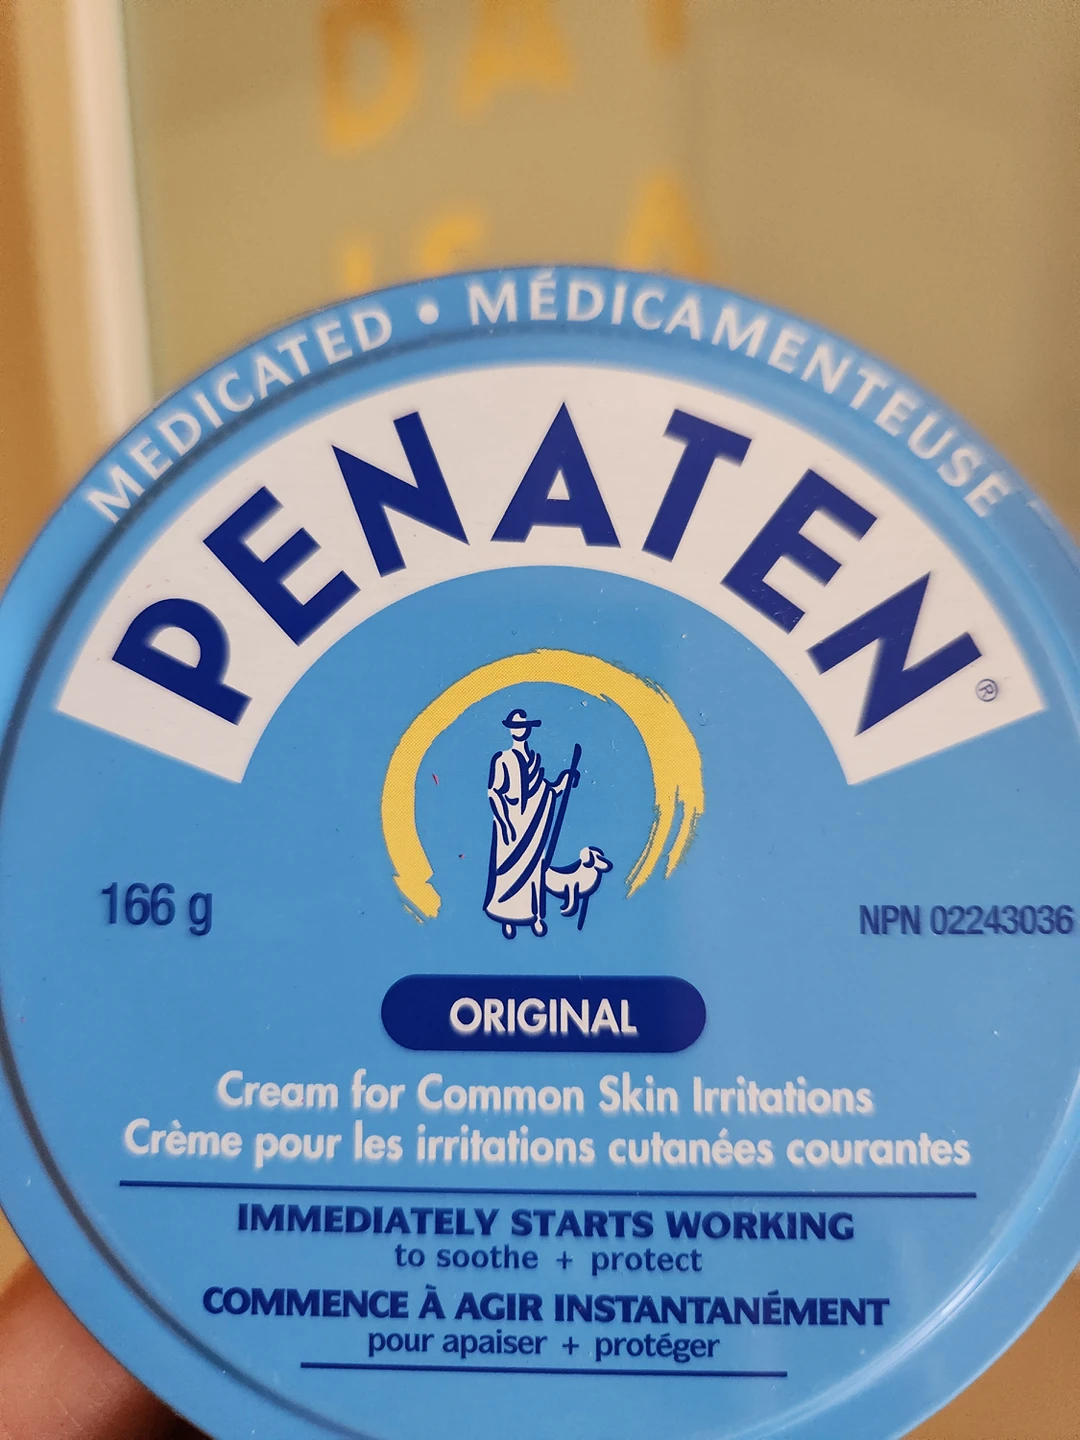 MEDICATED • MÉDICAMENTEUSE
PENATEN®
166 g
NPN 02243036
ORIGINAL
Cream for Common Skin Irritations
Crème pour les irritations cutanées courantes
IMMEDIATELY STARTS WORKING
to soothe + protect
COMMENCE À AGIR INSTANTANÉMENT
pour apaiser + protéger